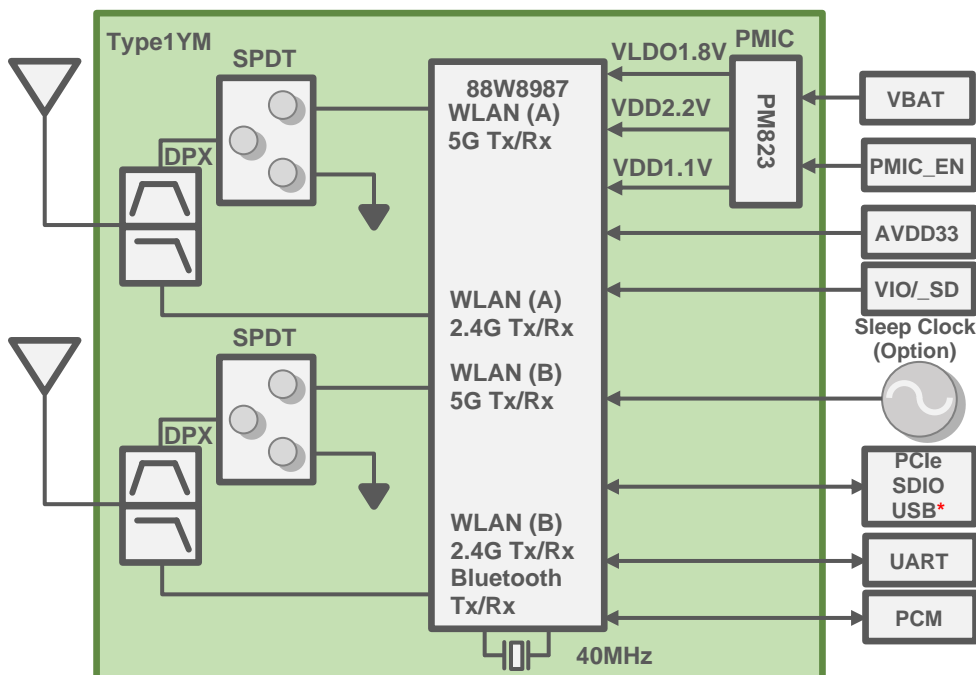 Type1YM
SPDT
DPX
88W8987
WLAN (A)
5G Tx/Rx
VLDO1.8V
VDD2.2V
VDD1.1V
PMIC
PM823
VBAT
PMIC_EN
AVDD33
VIO/_SD
WLAN (A)
2.4G Tx/Rx
SPDT
DPX
WLAN (B)
5G Tx/Rx
Sleep Clock
(Option)
PCIe
SDIO
USB*
WLAN (B)
2.4G Tx/Rx
Bluetooth
Tx/Rx
UART
PCM
40MHz